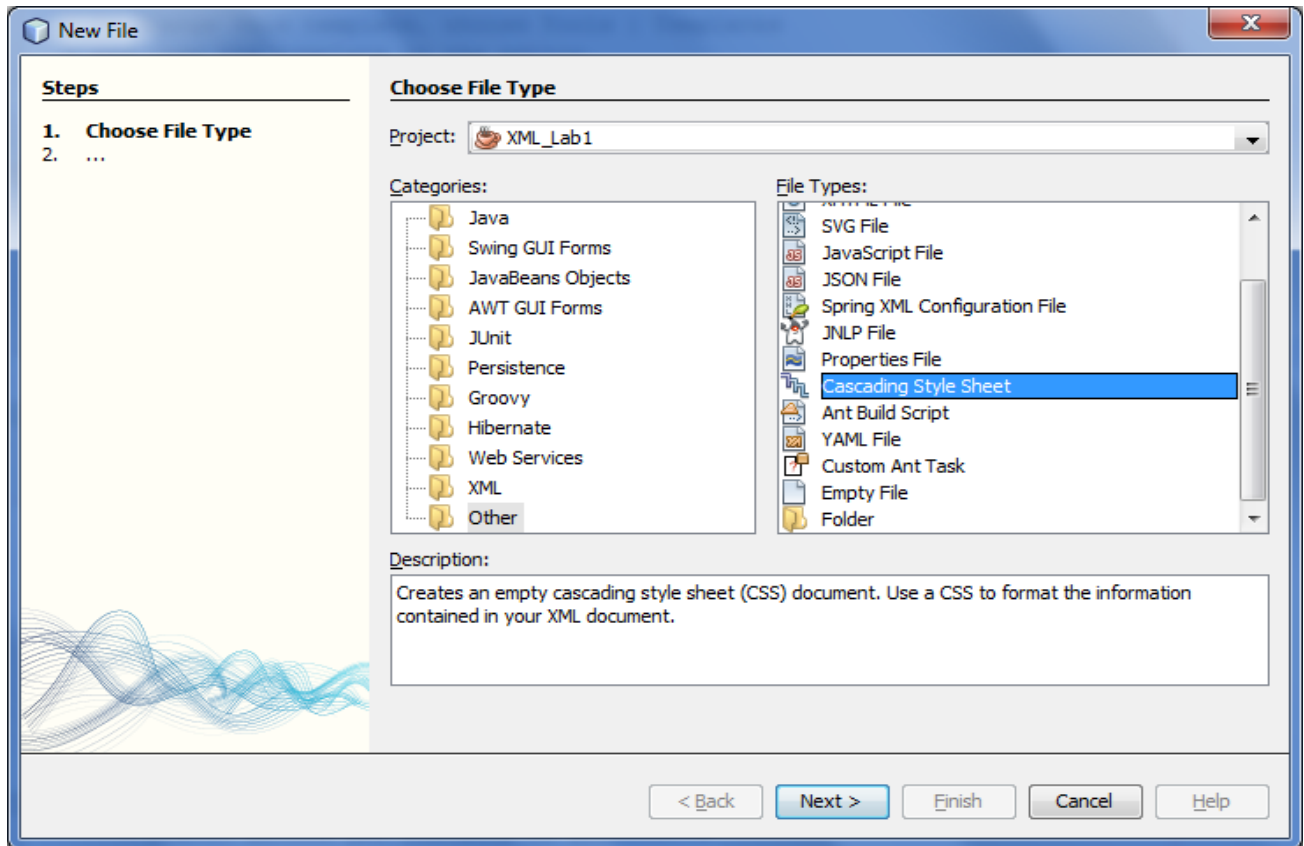 New File
Steps
1. Choose File Type
2. ...
Choose File Type
Project: XML_Lab1
Categories:
Java
Swing GUI Forms
JavaBeans Objects
AWT GUI Forms
JUnit
Persistence
Groovy
Hibernate
Web Services
XML
Other
File Types:
SVG File
JavaScript File
JSON File
Spring XML Configuration File
JNLP File
Properties File
Cascading Style Sheet
Ant Build Script
YAML File
Custom Ant Task
Empty File
Folder
Description:
Creates an empty cascading style sheet (CSS) document. Use a CSS to format the information
contained in your XML document.
< Back Next > Finish Cancel Help